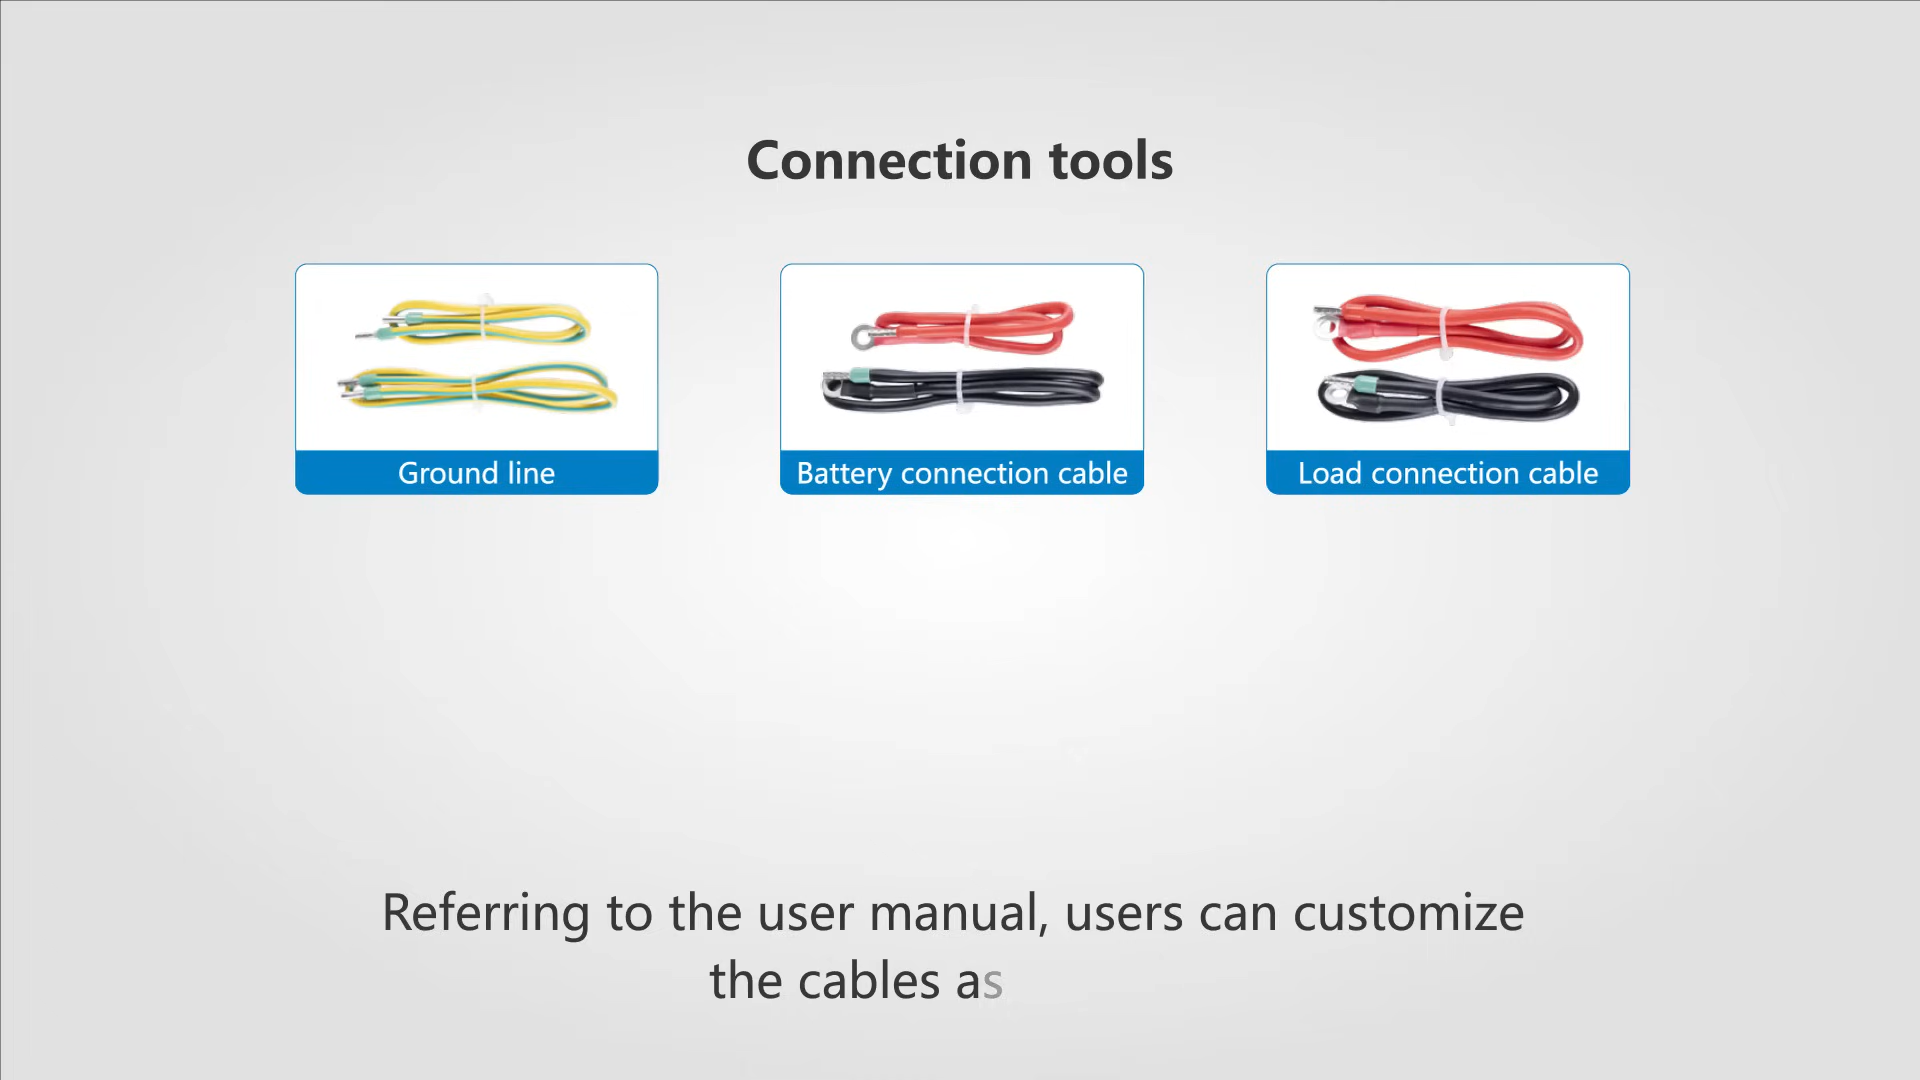 Connection tools
Ground line
Battery connection cable
Load connection cable
Referring to the user manual, users can customize
the cables as